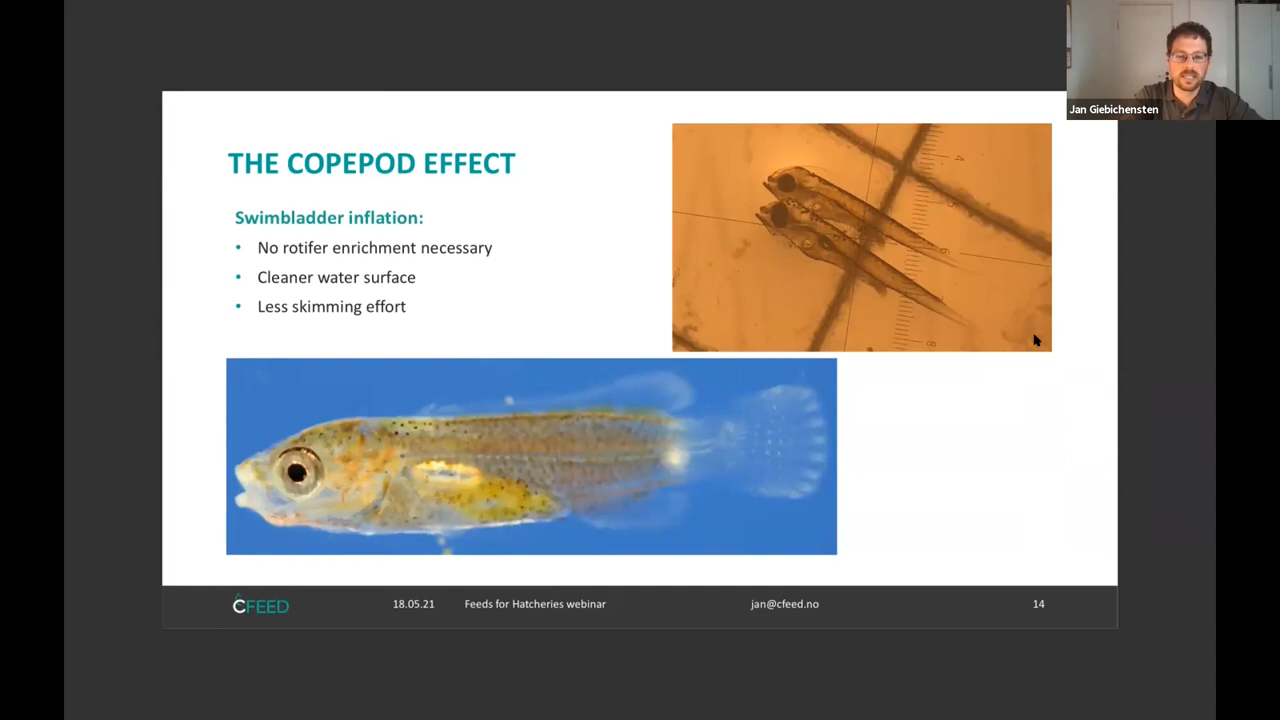 Jan Giebichensten
THE COPEPOD EFFECT
Swimbladder inflation:
• No rotifer enrichment necessary
• Cleaner water surface
• Less skimming effort
CFEED
18.05.21
Feeds for Hatcheries webinar
jan@cfeed.no
14